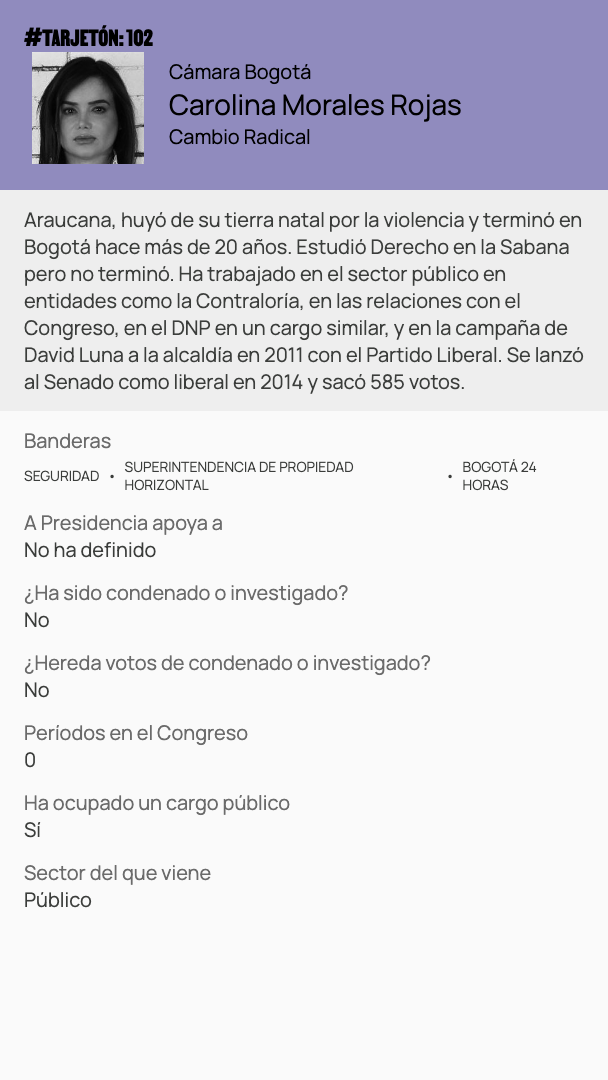 #TARJETÓN: 102
Cámara Bogotá
Carolina Morales Rojas
Cambio Radical
Araucana, huyó de su tierra natal por la violencia y terminó en
Bogotá hace más de 20 años. Estudió Derecho en la Sabana
pero no terminó. Ha trabajado en el sector público en
entidades como la Contraloría, en las relaciones con el
Congreso, en el DNP en un cargo similar, y en la campaña de
David Luna a la alcaldía en 2011 con el Partido Liberal. Se lanzó
al Senado como liberal en 2014 y sacó 585 votos.
Banderas
SEGURIDAD • SUPERINTENDENCIA DE PROPIEDAD HORIZONTAL • BOGOTÁ 24 HORAS
A Presidencia apoya a
No ha definido
¿Ha sido condenado o investigado?
No
¿Hereda votos de condenado o investigado?
No
Períodos en el Congreso
0
Ha ocupado un cargo público
Sí
Sector del que viene
Público